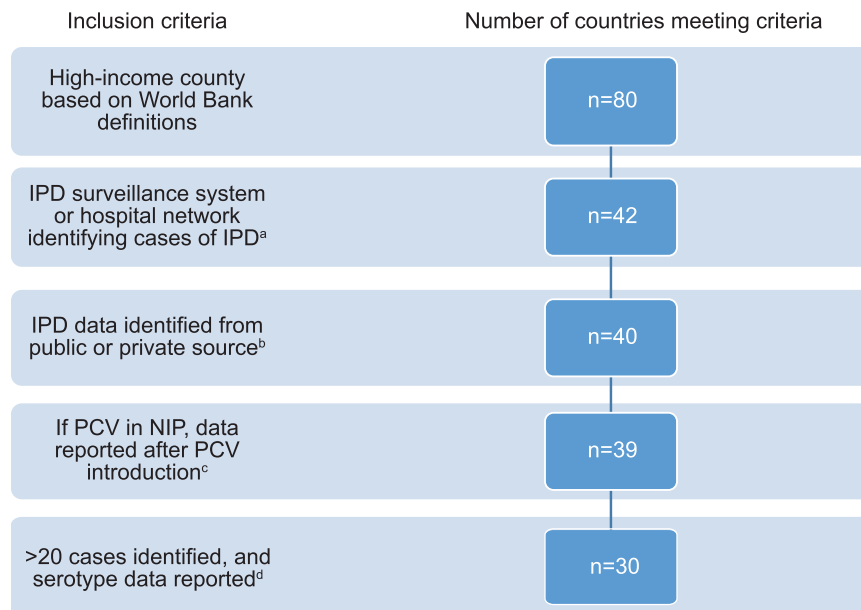 Inclusion criteria
Number of countries meeting criteria
High-income county
based on World Bank
definitions
n=80
IPD surveillance system
or hospital network
identifying cases of IPDᵃ
n=42
IPD data identified from
public or private sourceᵇ
n=40
If PCV in NIP, data
reported after PCV
introductionᶜ
n=39
>20 cases identified, and
serotype data reportedᵈ
n=30